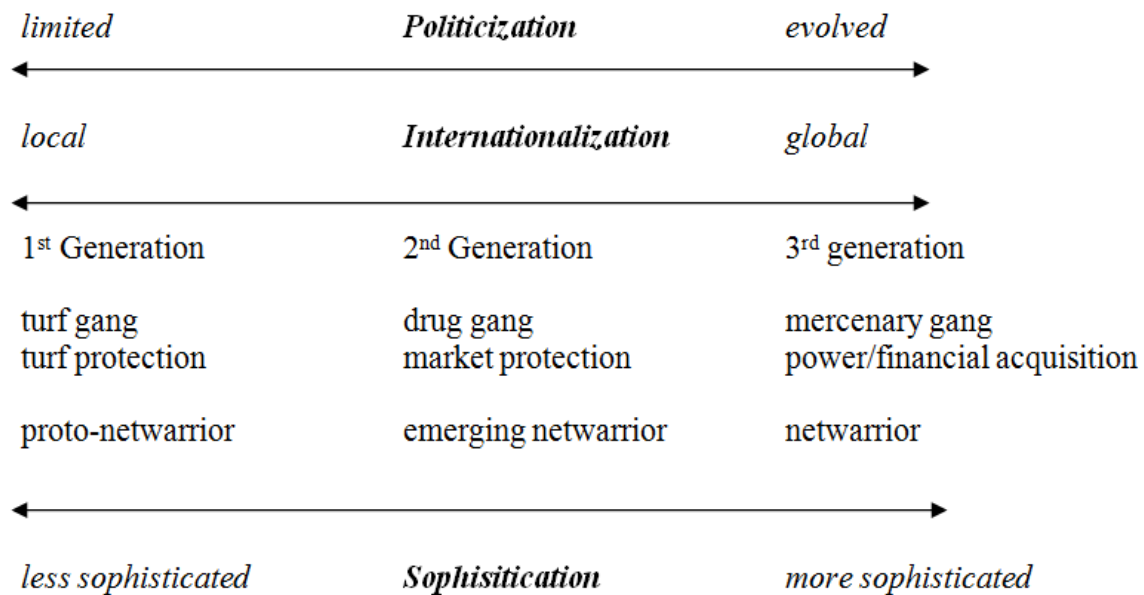 limited Politicization evolved
local Internationalization global
1st Generation 2nd Generation 3rd generation
turf gang drug gang mercenary gang
turf protection market protection power/financial acquisition
proto-netwarrior emerging netwarrior netwarrior
less sophisticated Sophisitication more sophisticated